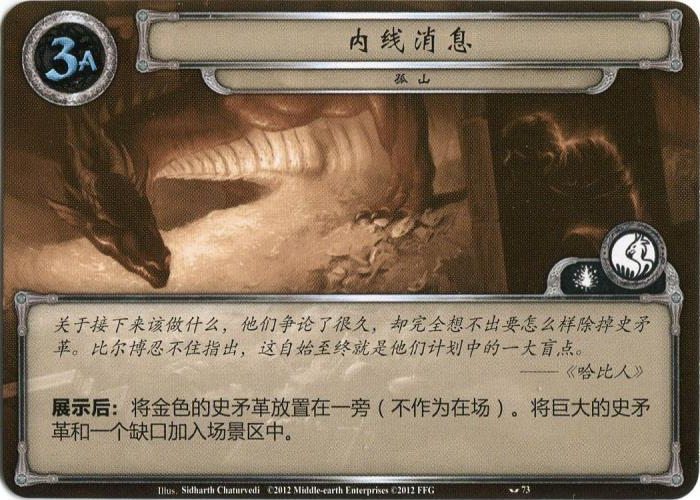 3A
内线消息
孤山
关于接下来该做什么，他们争论了很久，却完全想不出要怎么样除掉史矛
革。比尔博忍不住指出，这自始至终就是他们计划中的一大盲点。
——《哈比人》
展示后：将金色的史矛革放置在一旁（不作为在场）。将巨大的史矛
革和一个缺口加入场景区中。
Illus. Sidharth Chaturvedi ©2012 Middle-earth Enterprises ©2012 FFG 73